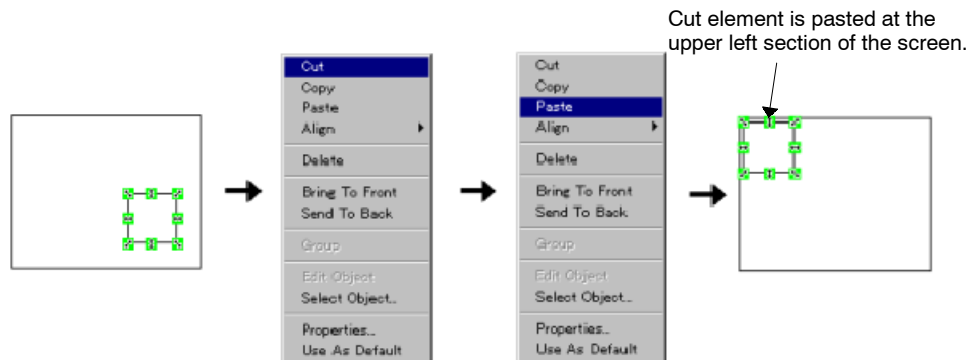 Cut element is pasted at the
upper left section of the screen.
Cut
Copy
Paste
Align
Delete
Bring To Front
Send To Back
Group
Edit Object
Select Object...
Properties...
Use As Default
Cut
Copy
Paste
Align
Delete
Bring To Front
Send To Back
Group
Edit Object
Select Object...
Properties...
Use As Default